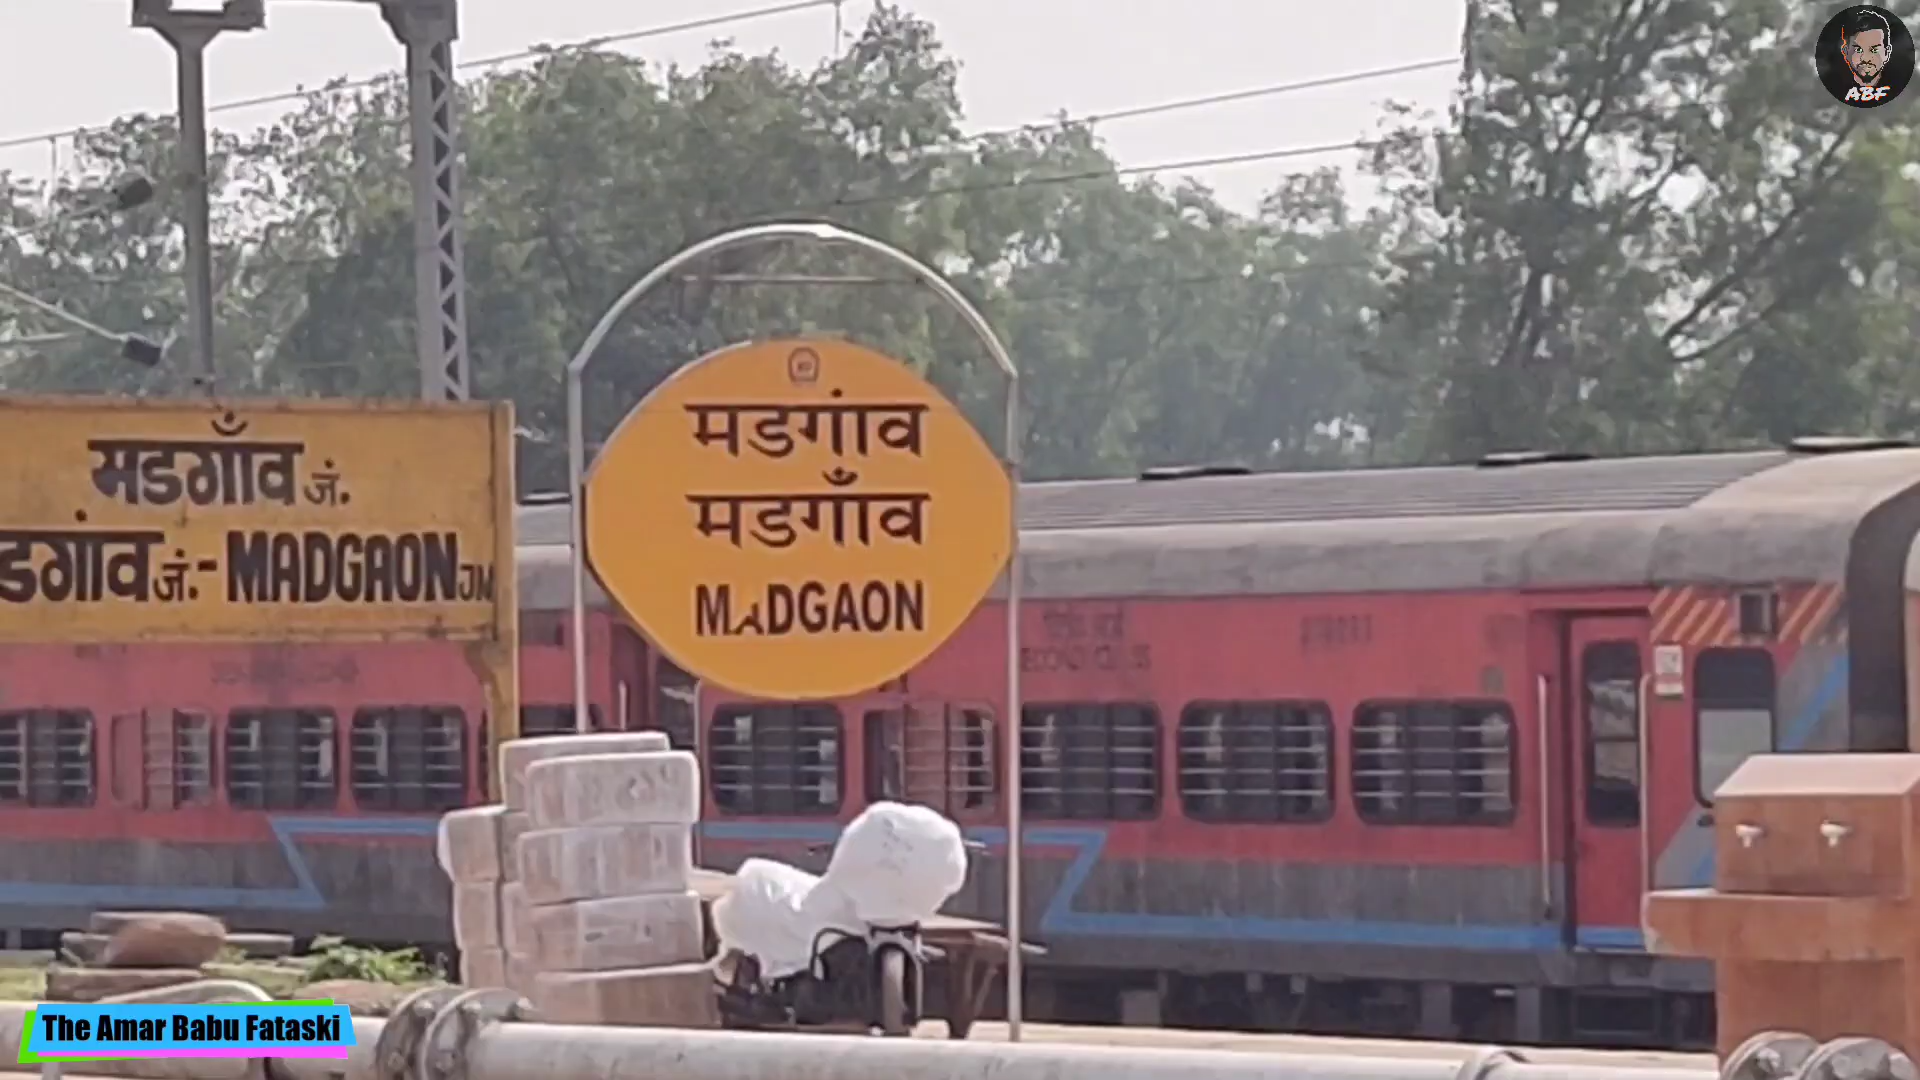 ABF
मडगाँव जं.
डगांव जं.- MADGAON JN
मडगांव
मडगाँव
MADGAON
The Amar Babu Fataski